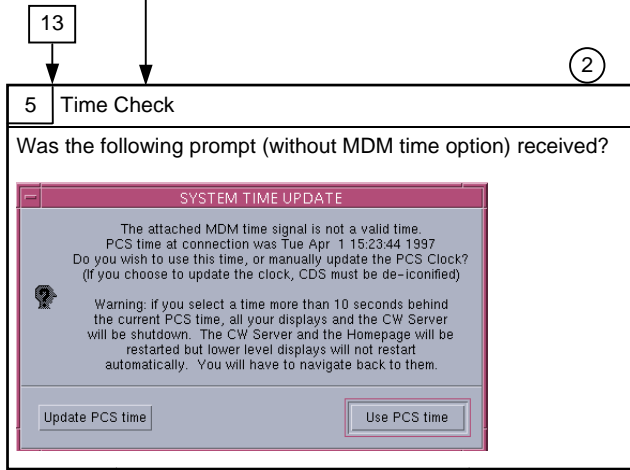 13
2
5 Time Check
Was the following prompt (without MDM time option) received?
SYSTEM TIME UPDATE
The attached MDM time signal is not a valid time.
PCS time at connection was Tue Apr 1 15:23:44 1997
Do you wish to use this time, or manually update the PCS Clock?
(If you choose to update the clock, CDS must be de-iconified)
Warning: if you select a time more than 10 seconds behind
the current PCS time, all your displays and the CW Server
will be shutdown. The CW Server and the Homepage will be
restarted but lower level displays will not restart
automatically. You will have to navigate back to them.
Update PCS time Use PCS time